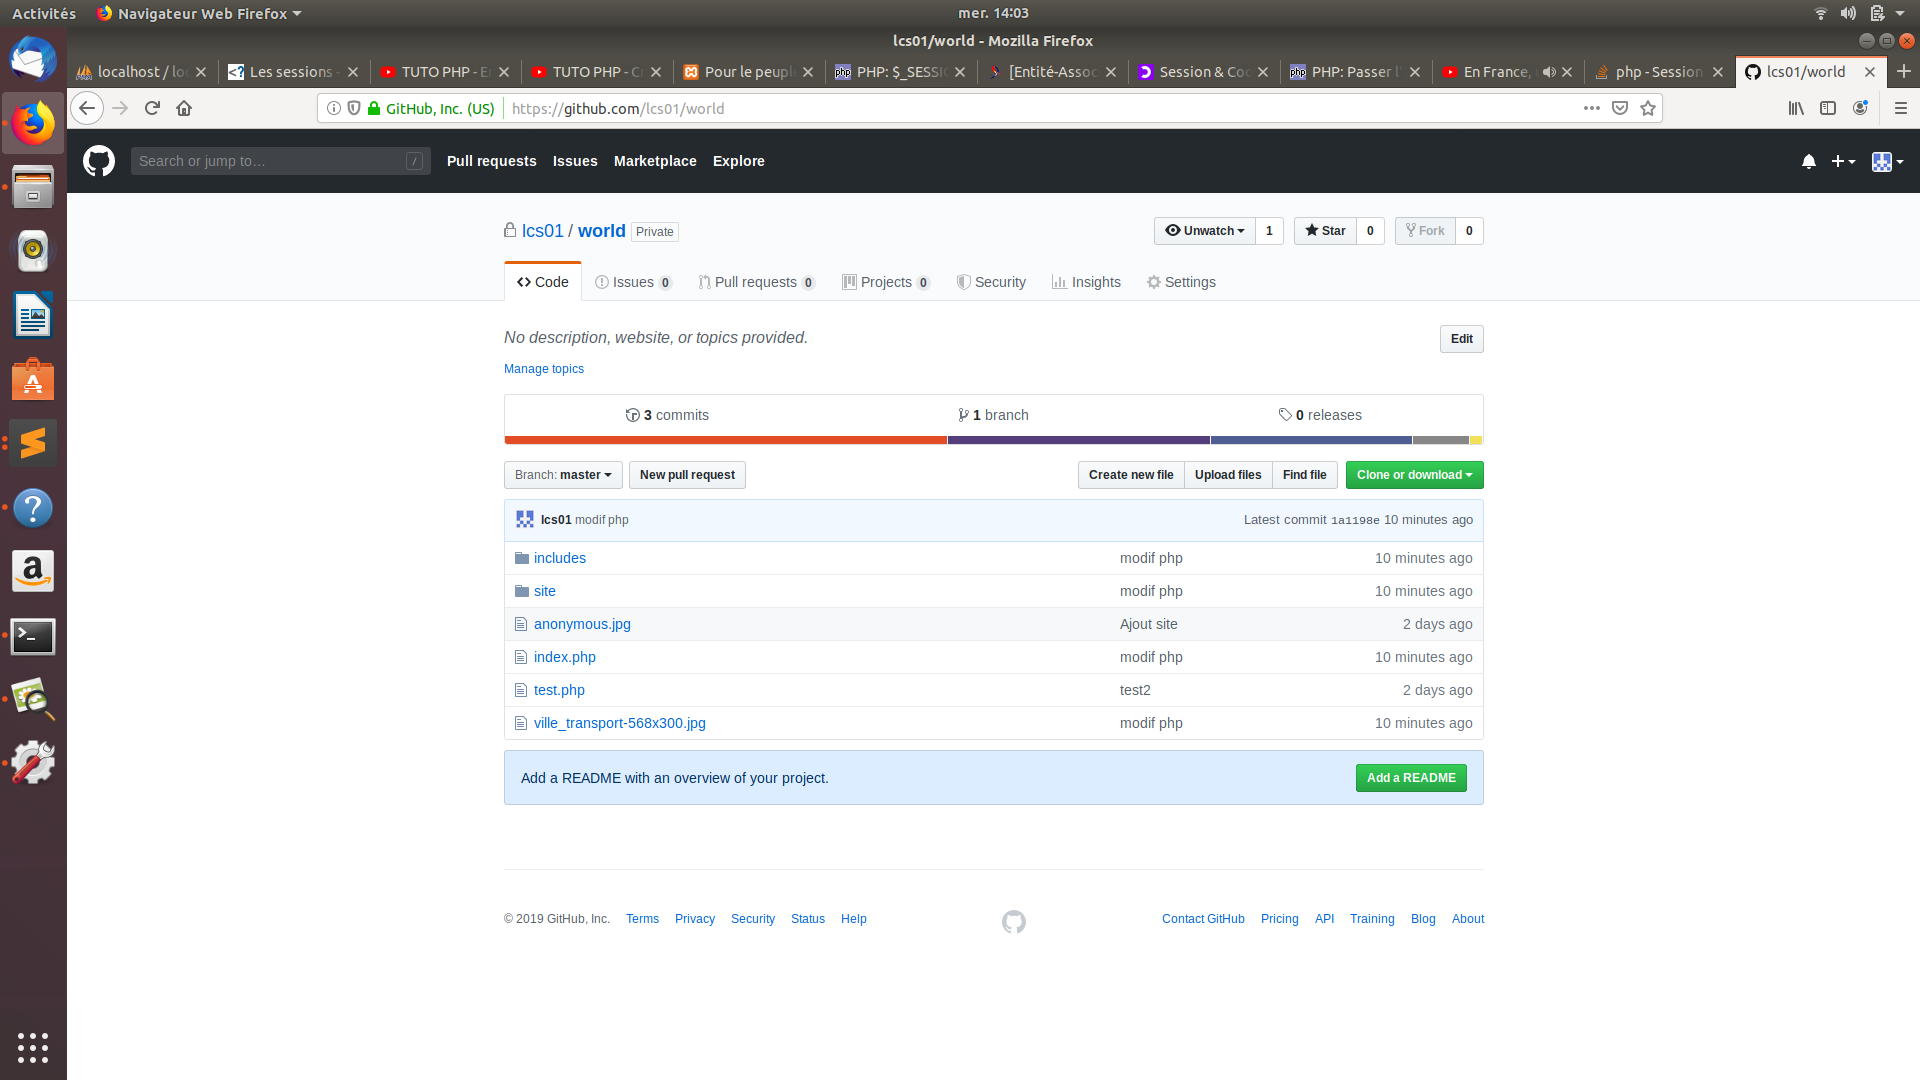 Activités Navigateur Web Firefox mer. 14:03
lcs01/world - Mozilla Firefox
localhost / lo Les sessions - TUTO PHP - E TUTO PHP - C Pour le peupl PHP: $_SESSI [Entité-Assoc Session & Coo PHP: Passer l' En France, php - Session lcs01/world
GitHub, Inc. (US) https://github.com/lcs01/world
Search or jump to… / Pull requests Issues Marketplace Explore
lcs01 / world Private Unwatch 1 Star 0 Fork 0
Code Issues 0 Pull requests 0 Projects 0 Security Insights Settings
No description, website, or topics provided. Edit
Manage topics
3 commits 1 branch 0 releases
Branch: master New pull request Create new file Upload files Find file Clone or download
lcs01 modif php Latest commit 1a1198e 10 minutes ago
includes modif php 10 minutes ago
site modif php 10 minutes ago
anonymous.jpg Ajout site 2 days ago
index.php modif php 10 minutes ago
test.php test2 2 days ago
ville_transport-568x300.jpg modif php 10 minutes ago
Add a README with an overview of your project. Add a README
© 2019 GitHub, Inc. Terms Privacy Security Status Help Contact GitHub Pricing API Training Blog About